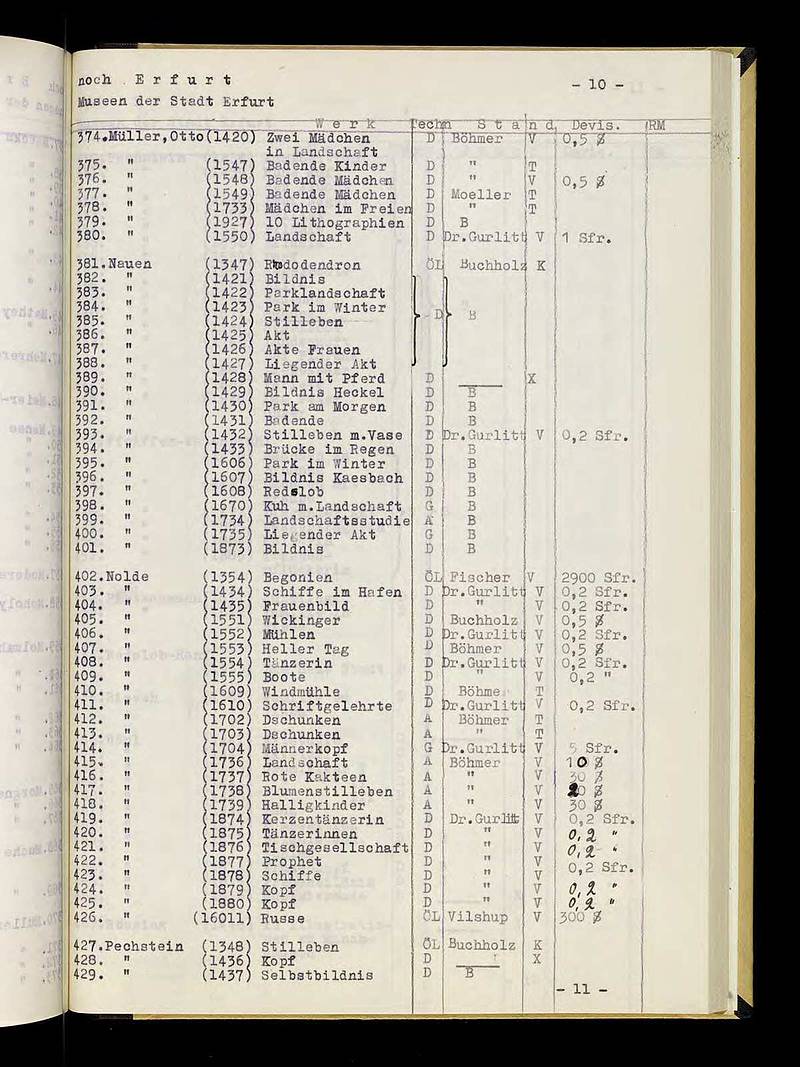 noch E r f u r t
- 10 -
Museen der Stadt Erfurt
W e r k Techn S t a n d Devis. RM
374.Müller,Otto(1420) Zwei Mädchen D Böhmer V 0,5 $
in Landschaft
375. " (1547) Badende Kinder D " T
376. " (1548) Badende Mädchen D " V 0,5 $
377. " (1549) Badende Mädchen D Moeller T
378. " (1733) Mädchen im Freien D " T
379. " (1927) 10 Lithographien D B
380. " (1550) Landschaft D Dr.Gurlitt V 1 Sfr.
381.Nauen (1347) Rhododendron ÖL Buchholz K
382. " (1421) Bildnis
383. " (1422) Parklandschaft
384. " (1423) Park im Winter
385. " (1424) Stilleben D B
386. " (1425) Akt
387. " (1426) Akte Frauen
388. " (1427) Liegender Akt
389. " (1428) Mann mit Pferd D X
390. " (1429) Bildnis Heckel D B
391. " (1430) Park am Morgen D B
392. " (1431) Badende D B
393. " (1432) Stilleben m.Vase D Dr.Gurlitt V 0,2 Sfr.
394. " (1433) Brücke im Regen D B
395. " (1606) Park im Winter D B
396. " (1607) Bildnis Kaesbach D B
397. " (1608) Redslob D B
398. " (1670) Kuh m.Landschaft G B
399. " (1734) Landschaftsstudie A B
400. " (1735) Liegender Akt G B
401. " (1873) Bildnis D B
402.Nolde (1354) Begonien ÖL Fischer V 2900 Sfr.
403. " (1434) Schiffe im Hafen D Dr.Gurlitt V 0,2 Sfr.
404. " (1435) Frauenbild D " V 0,2 Sfr.
405. " (1551) Wickinger D Buchholz V 0,5 $
406. " (1552) Mühlen D Dr.Gurlitt V 0,2 Sfr.
407. " (1553) Heller Tag D Böhmer V 0,5 $
408. " (1554) Tänzerin D Dr.Gurlitt V 0,2 Sfr.
409. " (1555) Boote D " V 0,2 "
410. " (1609) Windmühle D Böhme T
411. " (1610) Schriftgelehrte D Dr.Gurlitt V 0,2 Sfr.
412. " (1702) Dschunken A Böhmer T
413. " (1703) Dschunken A " T
414. " (1704) Männerkopf G Dr.Gurlitt V 5 Sfr.
415. " (1736) Landschaft A Böhmer V 10 $
416. " (1737) Rote Kakteen A " V 30 $
417. " (1738) Blumenstilleben A " V 20 $
418. " (1739) Halligkinder A " V 30 $
419. " (1874) Kerzentänzerin D Dr.Gurlitt V 0,2 Sfr.
420. " (1875) Tänzerinnen D " V 0,2 "
421. " (1876) Tischgesellschaft D " V 0,2 "
422. " (1877) Prophet D " V 0,2 Sfr.
423. " (1878) Schiffe D " V
424. " (1879) Kopf D " V 0,2 "
425. " (1880) Kopf D " V 0,2 "
426. " (16011) Russe ÖL Vilshup V 300 $
427.Pechstein (1348) Stilleben ÖL Buchholz K
428. " (1436) Kopf D X
429. " (1437) Selbstbildnis D B
- 11 -